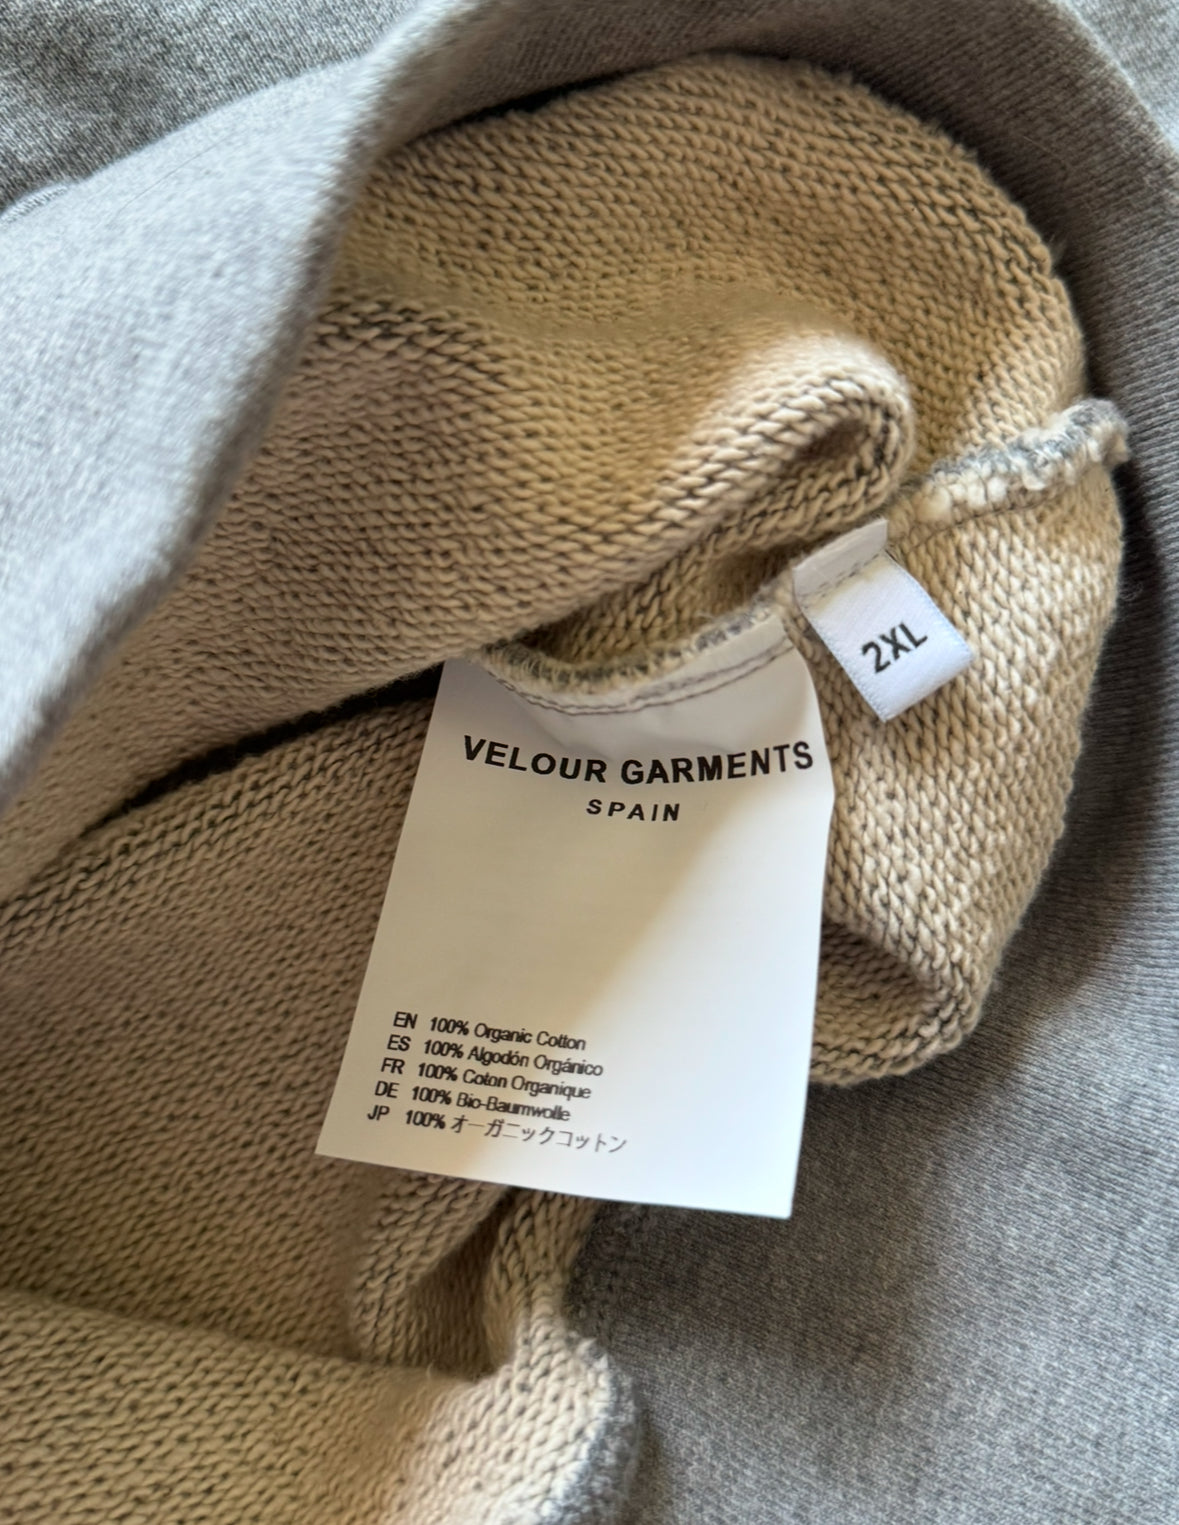 2XL
VELOUR GARMENTS
SPAIN
EN 100% Organic Cotton
ES 100% Algodón Orgánico
FR 100% Coton Organique
DE 100% Bio-Baumwolle
JP 100% オーガニックコットン